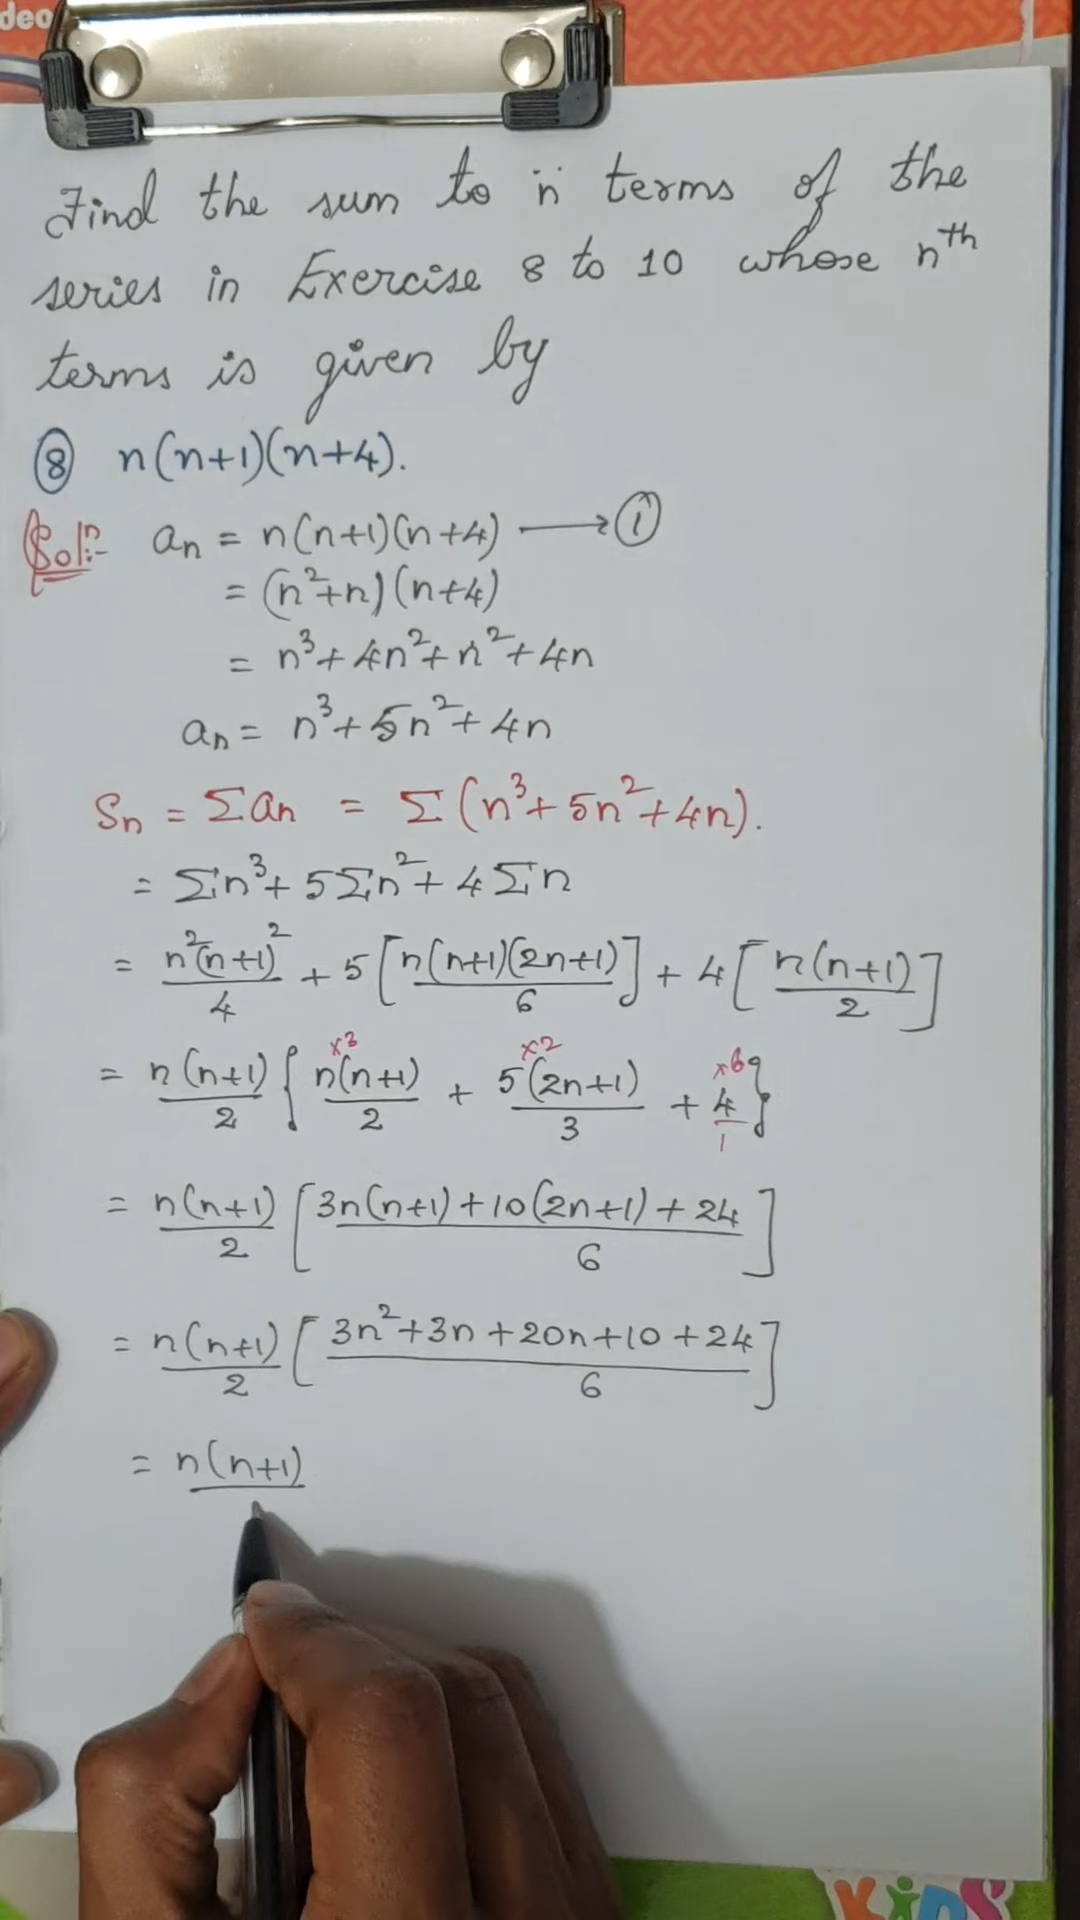 deo
Find the sum to 'n' terms of the
series in Exercise 8 to 10 whose nᵗʰ
terms is given by
⑧ n(n+1)(n+4).
Solⁿ:- aₙ = n(n+1)(n+4) ⟶ ①
= (n²+n)(n+4)
= n³+4n²+n²+4n
aₙ = n³+5n²+4n
Sₙ = Σaₙ = Σ(n³+5n²+4n).
= Σn³+5Σn²+4Σn
= n²(n+1)²/4 + 5[n(n+1)(2n+1)/6] + 4[n(n+1)/2]
= n(n+1)/2 {n(n+1)/2 ×3 + 5(2n+1)/3 ×2 + 4/1 ×6}
= n(n+1)/2 [3n(n+1)+10(2n+1)+24/6]
= n(n+1)/2 [3n²+3n+20n+10+24/6]
= n(n+1)
KiDS